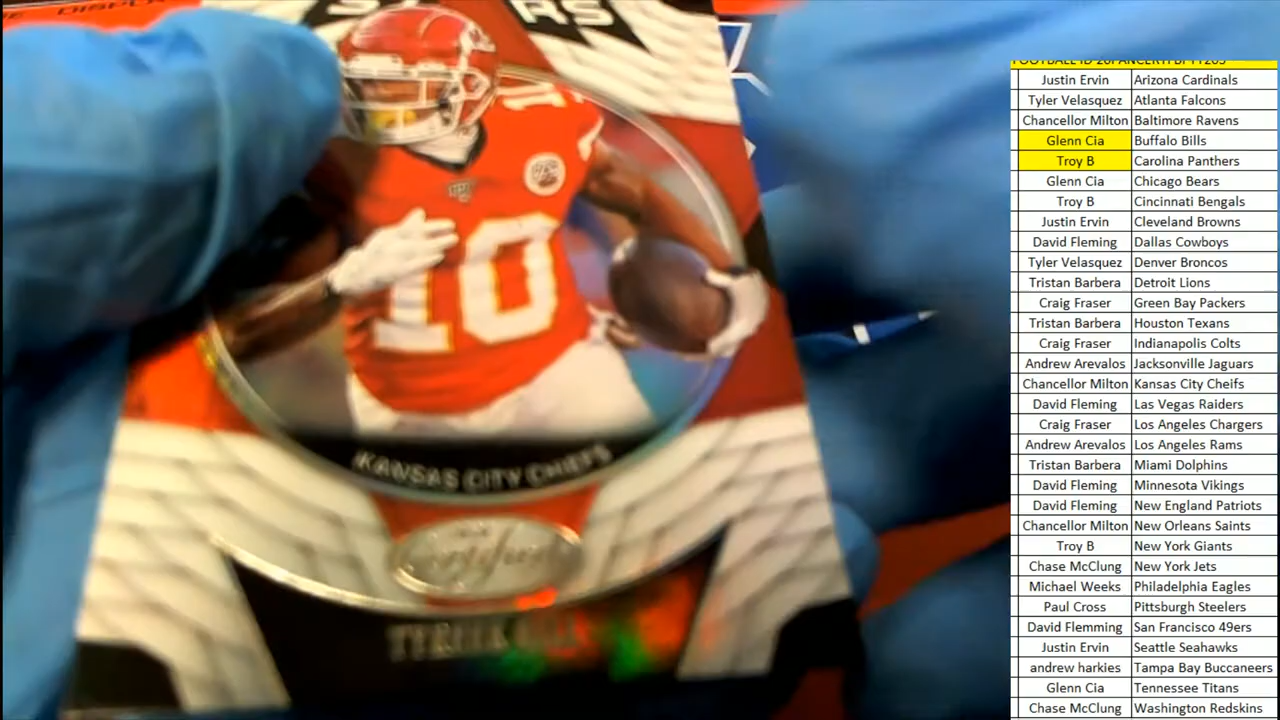 RS
10
10
KANSAS CITY CHIEFS
TYREEK HILL
Justin Ervin Arizona Cardinals
Tyler Velasquez Atlanta Falcons
Chancellor Milton Baltimore Ravens
Glenn Cia Buffalo Bills
Troy B Carolina Panthers
Glenn Cia Chicago Bears
Troy B Cincinnati Bengals
Justin Ervin Cleveland Browns
David Fleming Dallas Cowboys
Tyler Velasquez Denver Broncos
Tristan Barbera Detroit Lions
Craig Fraser Green Bay Packers
Tristan Barbera Houston Texans
Craig Fraser Indianapolis Colts
Andrew Arevalos Jacksonville Jaguars
Chancellor Milton Kansas City Cheifs
David Fleming Las Vegas Raiders
Craig Fraser Los Angeles Chargers
Andrew Arevalos Los Angeles Rams
Tristan Barbera Miami Dolphins
David Fleming Minnesota Vikings
David Fleming New England Patriots
Chancellor Milton New Orleans Saints
Troy B New York Giants
Chase McClung New York Jets
Michael Weeks Philadelphia Eagles
Paul Cross Pittsburgh Steelers
David Flemming San Francisco 49ers
Justin Ervin Seattle Seahawks
andrew harkies Tampa Bay Buccaneers
Glenn Cia Tennessee Titans
Chase McClung Washington Redskins